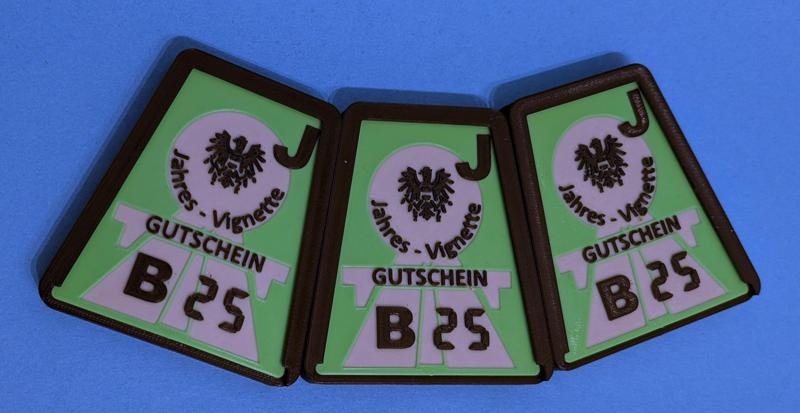 J
Jahres - Vignette
GUTSCHEIN
B 25
J
Jahres - Vignette
GUTSCHEIN
B 25
J
Jahres - Vignette
GUTSCHEIN
B 25